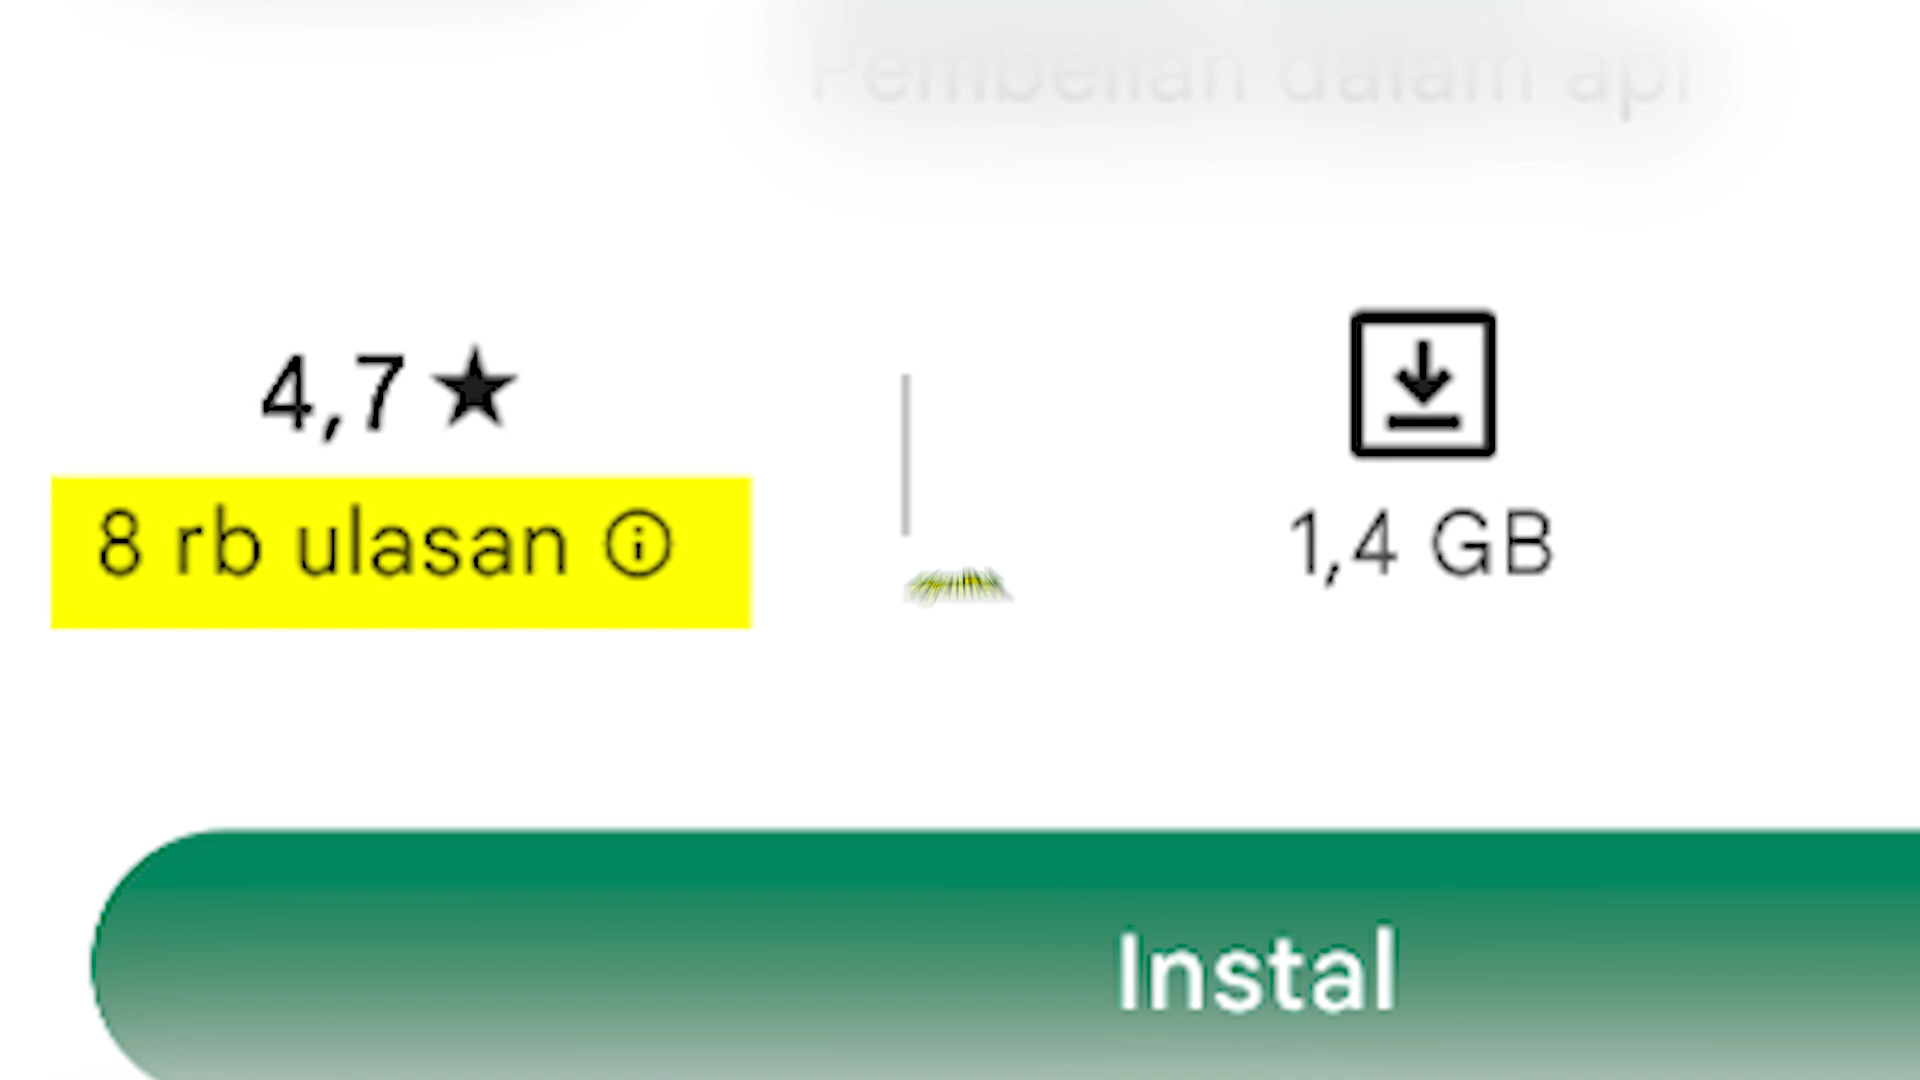 Pembelian dalam apl
4,7 ★
8 rb ulasan
1,4 GB
Instal